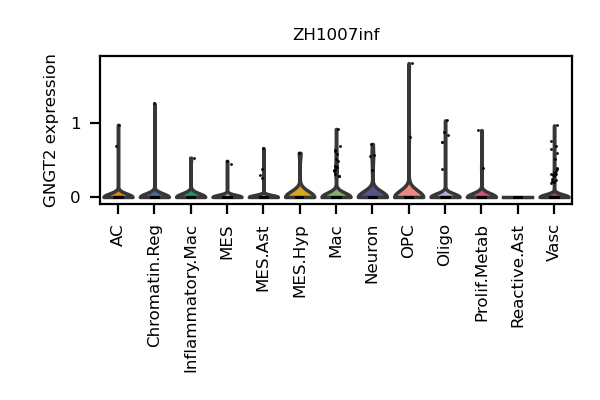 ZH1007inf
GNGT2 expression
1
0
AC
Chromatin.Reg
Inflammatory.Mac
MES
MES.Ast
MES.Hyp
Mac
Neuron
OPC
Oligo
Prolif.Metab
Reactive.Ast
Vasc